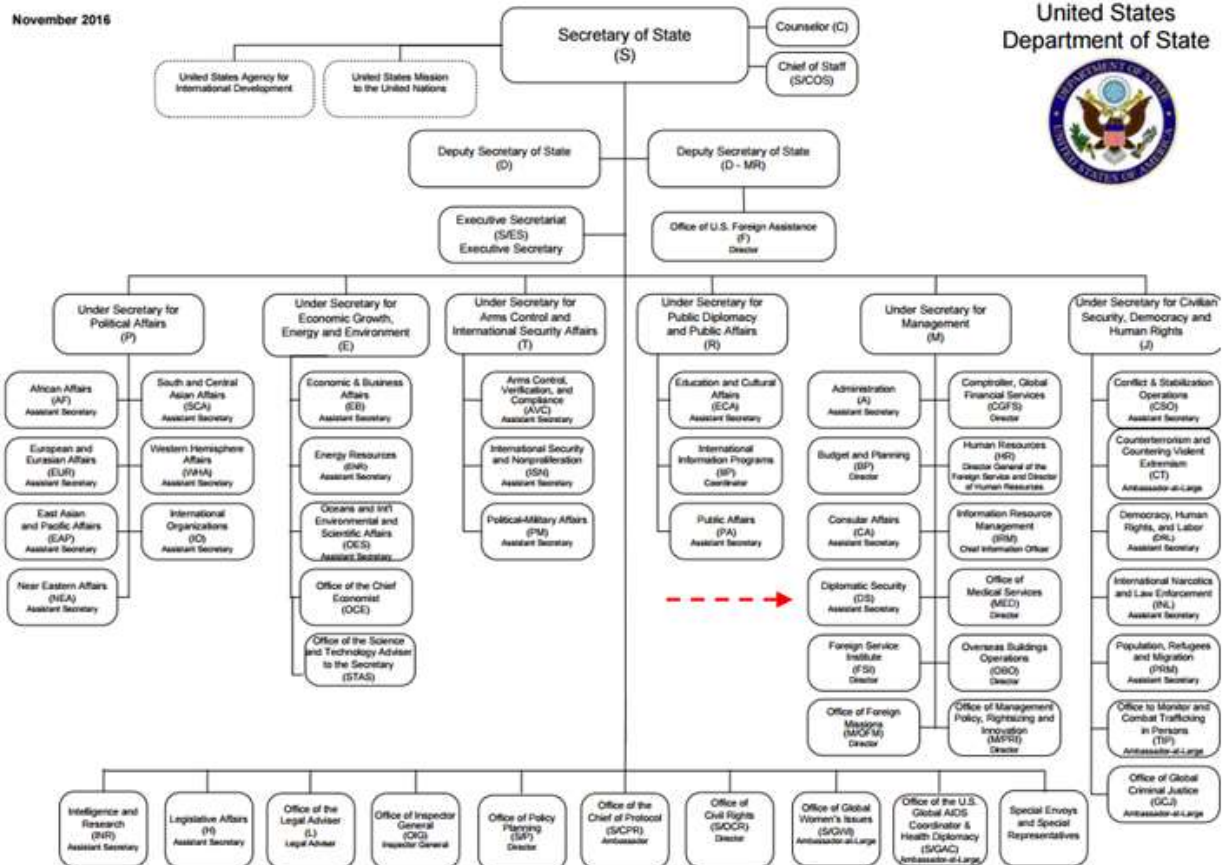 November 2016
United States
Department of State
DEPARTMENT OF STATE
UNITED STATES OF AMERICA
Secretary of State
(S)
Counselor (C)
Chief of Staff
(S/COS)
United States Agency for
International Development
United States Mission
to the United Nations
Deputy Secretary of State
(D)
Deputy Secretary of State
(D - MR)
Executive Secretariat
(S/ES)
Executive Secretary
Office of U.S. Foreign Assistance
(F)
Director
Under Secretary for
Political Affairs
(P)
Under Secretary for
Economic Growth,
Energy and Environment
(E)
Under Secretary for
Arms Control and
International Security Affairs
(T)
Under Secretary for
Public Diplomacy
and Public Affairs
(R)
Under Secretary for
Management
(M)
Under Secretary for Civilian
Security, Democracy and
Human Rights
(J)
African Affairs
(AF)
Assistant Secretary
South and Central
Asian Affairs
(SCA)
Assistant Secretary
European and
Eurasian Affairs
(EUR)
Assistant Secretary
Western Hemisphere
Affairs
(WHA)
Assistant Secretary
East Asian
and Pacific Affairs
(EAP)
Assistant Secretary
International
Organizations
(IO)
Assistant Secretary
Near Eastern Affairs
(NEA)
Assistant Secretary
Economic & Business
Affairs
(EB)
Assistant Secretary
Energy Resources
(ENR)
Assistant Secretary
Oceans and Int'l
Environmental and
Scientific Affairs
(OES)
Assistant Secretary
Office of the Chief
Economist
(OCE)
Office of the Science
and Technology Adviser
to the Secretary
(STAS)
Arms Control,
Verification, and
Compliance
(AVC)
Assistant Secretary
International Security
and Nonproliferation
(ISN)
Assistant Secretary
Political-Military Affairs
(PM)
Assistant Secretary
Education and Cultural
Affairs
(ECA)
Assistant Secretary
International
Information Programs
(IIP)
Coordinator
Public Affairs
(PA)
Assistant Secretary
Administration
(A)
Assistant Secretary
Comptroller, Global
Financial Services
(CGFS)
Director
Budget and Planning
(BP)
Director
Human Resources
(HR)
Director General of the
Foreign Service and Director
of Human Resources
Consular Affairs
(CA)
Assistant Secretary
Information Resource
Management
(IRM)
Chief Information Officer
Diplomatic Security
(DS)
Assistant Secretary
Office of
Medical Services
(MED)
Director
Foreign Service
Institute
(FSI)
Director
Overseas Buildings
Operations
(OBO)
Director
Office of Foreign
Missions
(M/OFM)
Director
Office of Management
Policy, Rightsizing and
Innovation
(M/PRI)
Director
Conflict & Stabilization
Operations
(CSO)
Assistant Secretary
Counterterrorism and
Countering Violent
Extremism
(CT)
Ambassador-at-Large
Democracy, Human
Rights, and Labor
(DRL)
Assistant Secretary
International Narcotics
and Law Enforcement
(INL)
Assistant Secretary
Population, Refugees
and Migration
(PRM)
Assistant Secretary
Office to Monitor and
Combat Trafficking
in Persons
(TIP)
Ambassador-at-Large
Office of Global
Criminal Justice
(GCJ)
Ambassador-at-Large
Intelligence and
Research
(INR)
Assistant Secretary
Legislative Affairs
(H)
Assistant Secretary
Office of the
Legal Adviser
(L)
Legal Adviser
Office of Inspector
General
(OIG)
Inspector General
Office of Policy
Planning
(S/P)
Director
Office of the
Chief of Protocol
(S/CPR)
Ambassador
Office of
Civil Rights
(S/OCR)
Director
Office of Global
Women's Issues
(S/GWI)
Ambassador-at-Large
Office of the U.S.
Global AIDS
Coordinator &
Health Diplomacy
(S/GAC)
Ambassador-at-Large
Special Envoys
and Special
Representatives